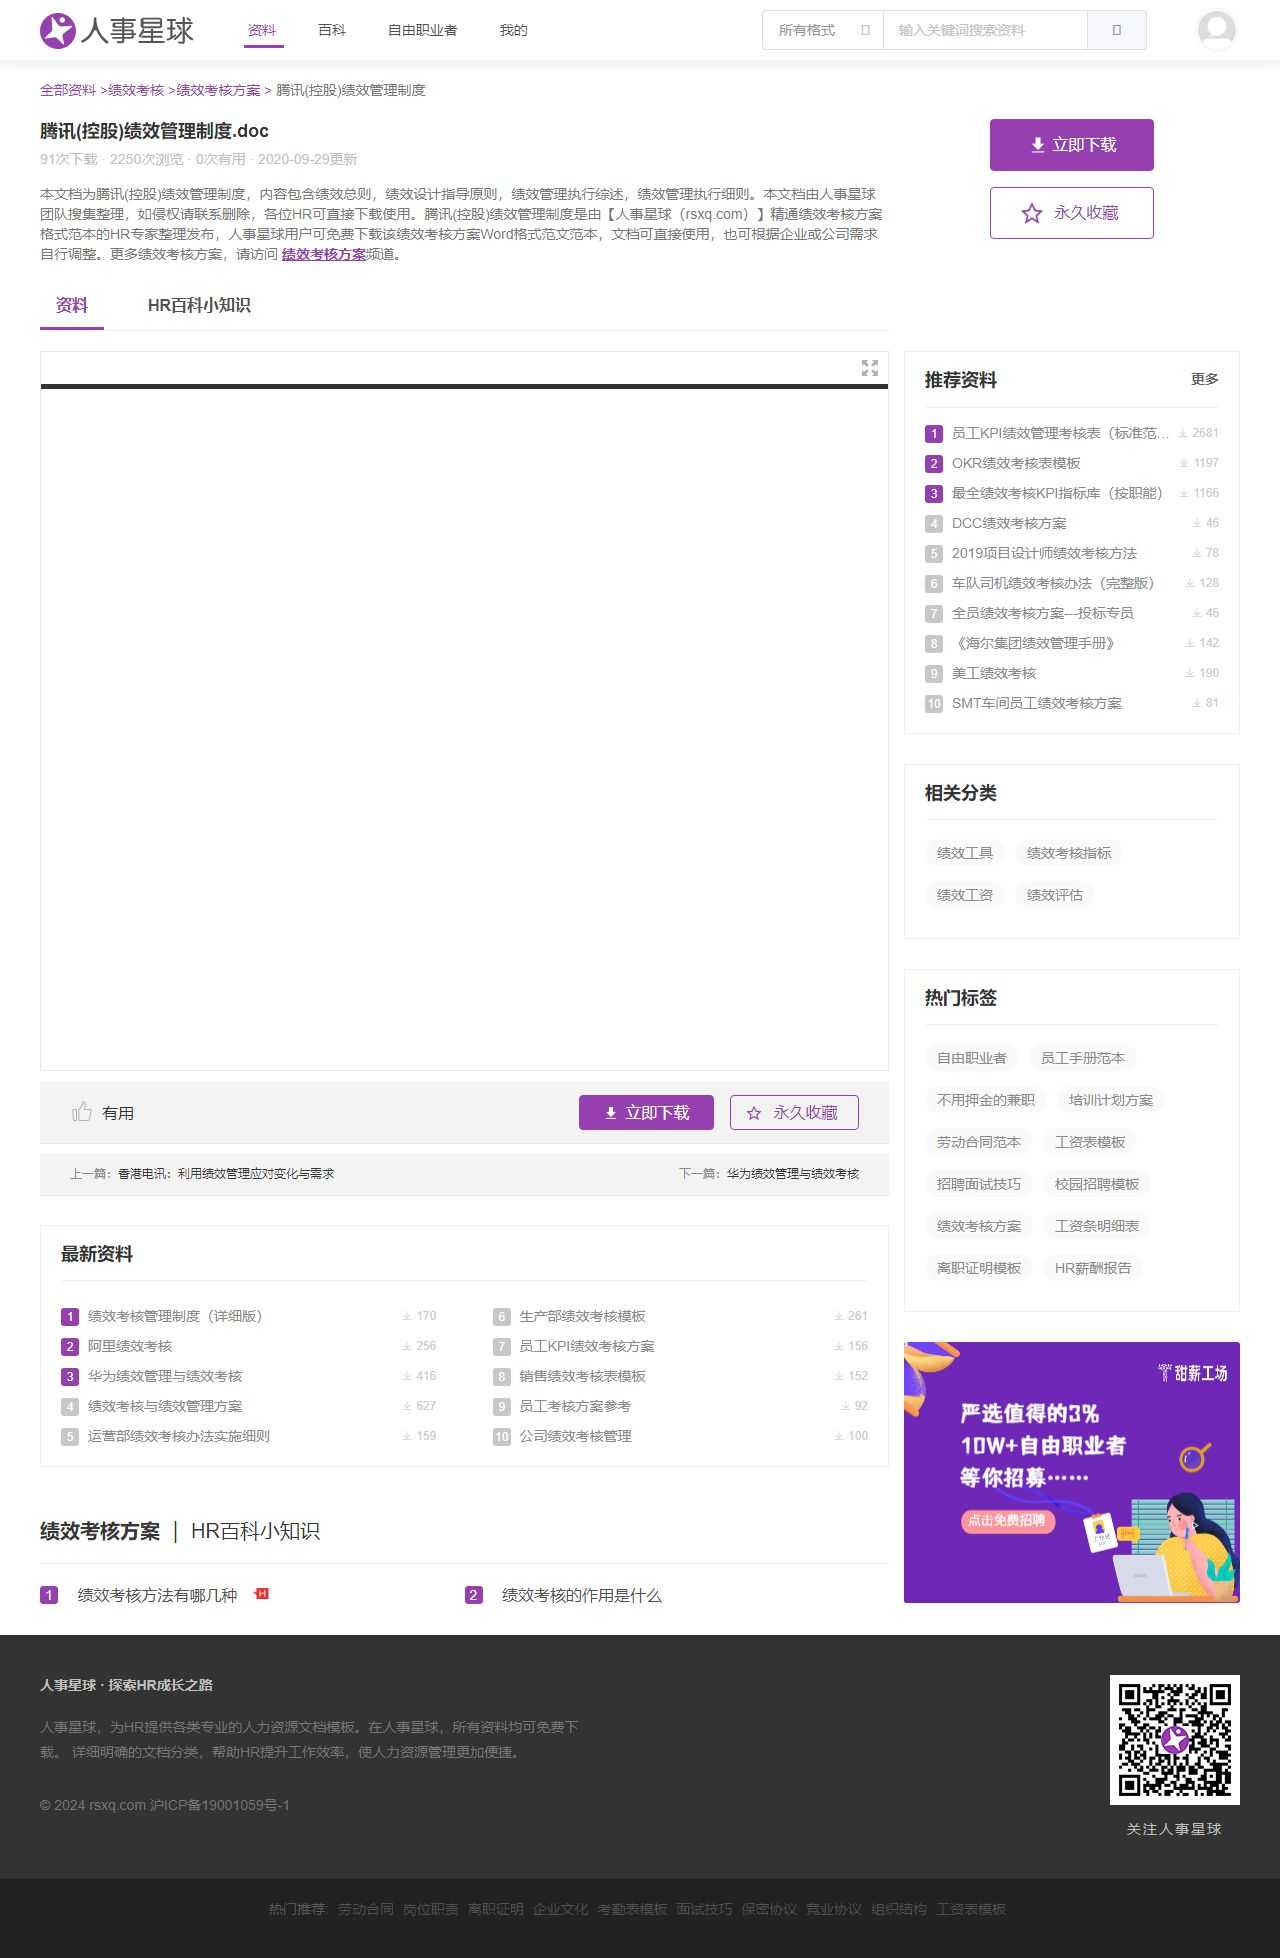 人事星球
资料 百科 自由职业者 我的
所有格式 输入关键词搜索资料
全部资料 >绩效考核 >绩效考核方案 > 腾讯(控股)绩效管理制度
腾讯(控股)绩效管理制度.doc
91次下载 · 2250次浏览 · 0次有用 · 2020-09-29更新
本文档为腾讯(控股)绩效管理制度，内容包含绩效总则，绩效设计指导原则，绩效管理执行综述，绩效管理执行细则。本文档由人事星球
团队搜集整理，如侵权请联系删除，各位HR可直接下载使用。腾讯(控股)绩效管理制度是由【人事星球（rsxq.com）】精通绩效考核方案
格式范本的HR专家整理发布，人事星球用户可免费下载该绩效考核方案Word格式范文范本，文档可直接使用，也可根据企业或公司需求
自行调整。更多绩效考核方案，请访问 绩效考核方案频道。
立即下载
永久收藏
资料 HR百科小知识
推荐资料 更多
1 员工KPI绩效管理考核表（标准范... 2681
2 OKR绩效考核表模板 1197
3 最全绩效考核KPI指标库（按职能） 1166
4 DCC绩效考核方案 46
5 2019项目设计师绩效考核方法 78
6 车队司机绩效考核办法（完整版） 128
7 全员绩效考核方案---投标专员 46
8 《海尔集团绩效管理手册》 142
9 美工绩效考核 190
10 SMT车间员工绩效考核方案 81
相关分类
绩效工具 绩效考核指标
绩效工资 绩效评估
热门标签
自由职业者 员工手册范本
不用押金的兼职 培训计划方案
劳动合同范本 工资表模板
招聘面试技巧 校园招聘模板
绩效考核方案 工资条明细表
离职证明模板 HR薪酬报告
有用 立即下载 永久收藏
上一篇：香港电讯：利用绩效管理应对变化与需求 下一篇：华为绩效管理与绩效考核
最新资料
1 绩效考核管理制度（详细版） 170
2 阿里绩效考核 256
3 华为绩效管理与绩效考核 416
4 绩效考核与绩效管理方案 627
5 运营部绩效考核办法实施细则 159
6 生产部绩效考核模板 261
7 员工KPI绩效考核方案 156
8 销售绩效考核表模板 152
9 员工考核方案参考 92
10 公司绩效考核管理 100
甜薪工场
严选值得的3%
10W+自由职业者
等你招募……
点击免费招聘
绩效考核方案 | HR百科小知识
1 绩效考核方法有哪几种 H
2 绩效考核的作用是什么
人事星球 · 探索HR成长之路
人事星球，为HR提供各类专业的人力资源文档模板。在人事星球，所有资料均可免费下
载。 详细明确的文档分类，帮助HR提升工作效率，使人力资源管理更加便捷。
© 2024 rsxq.com 沪ICP备19001059号-1
关注人事星球
热门推荐: 劳动合同 岗位职责 离职证明 企业文化 考勤表模板 面试技巧 保密协议 竞业协议 组织结构 工资表模板